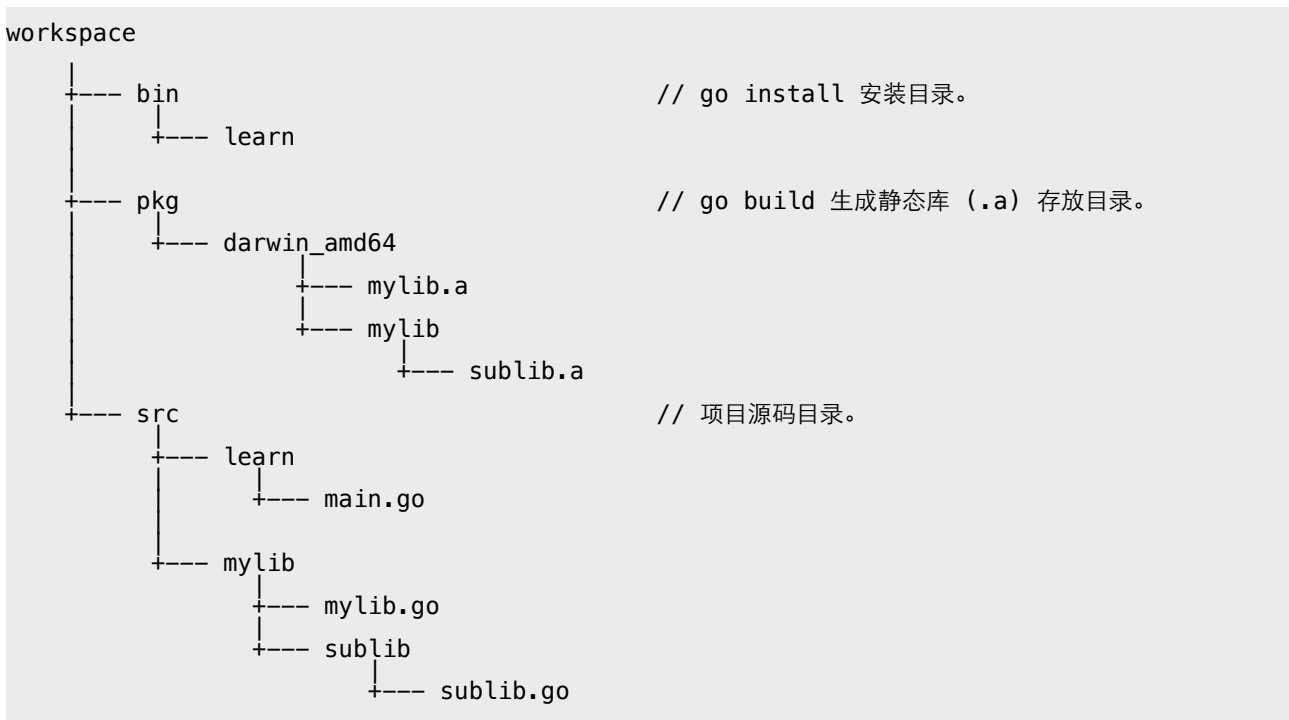 workspace
+--- bin // go install 安装目录。
+--- learn
+--- pkg // go build 生成静态库 (.a) 存放目录。
+--- darwin_amd64
+--- mylib.a
+--- mylib
+--- sublib.a
+--- src // 项目源码目录。
+--- learn
+--- main.go
+--- mylib
+--- mylib.go
+--- sublib
+--- sublib.go